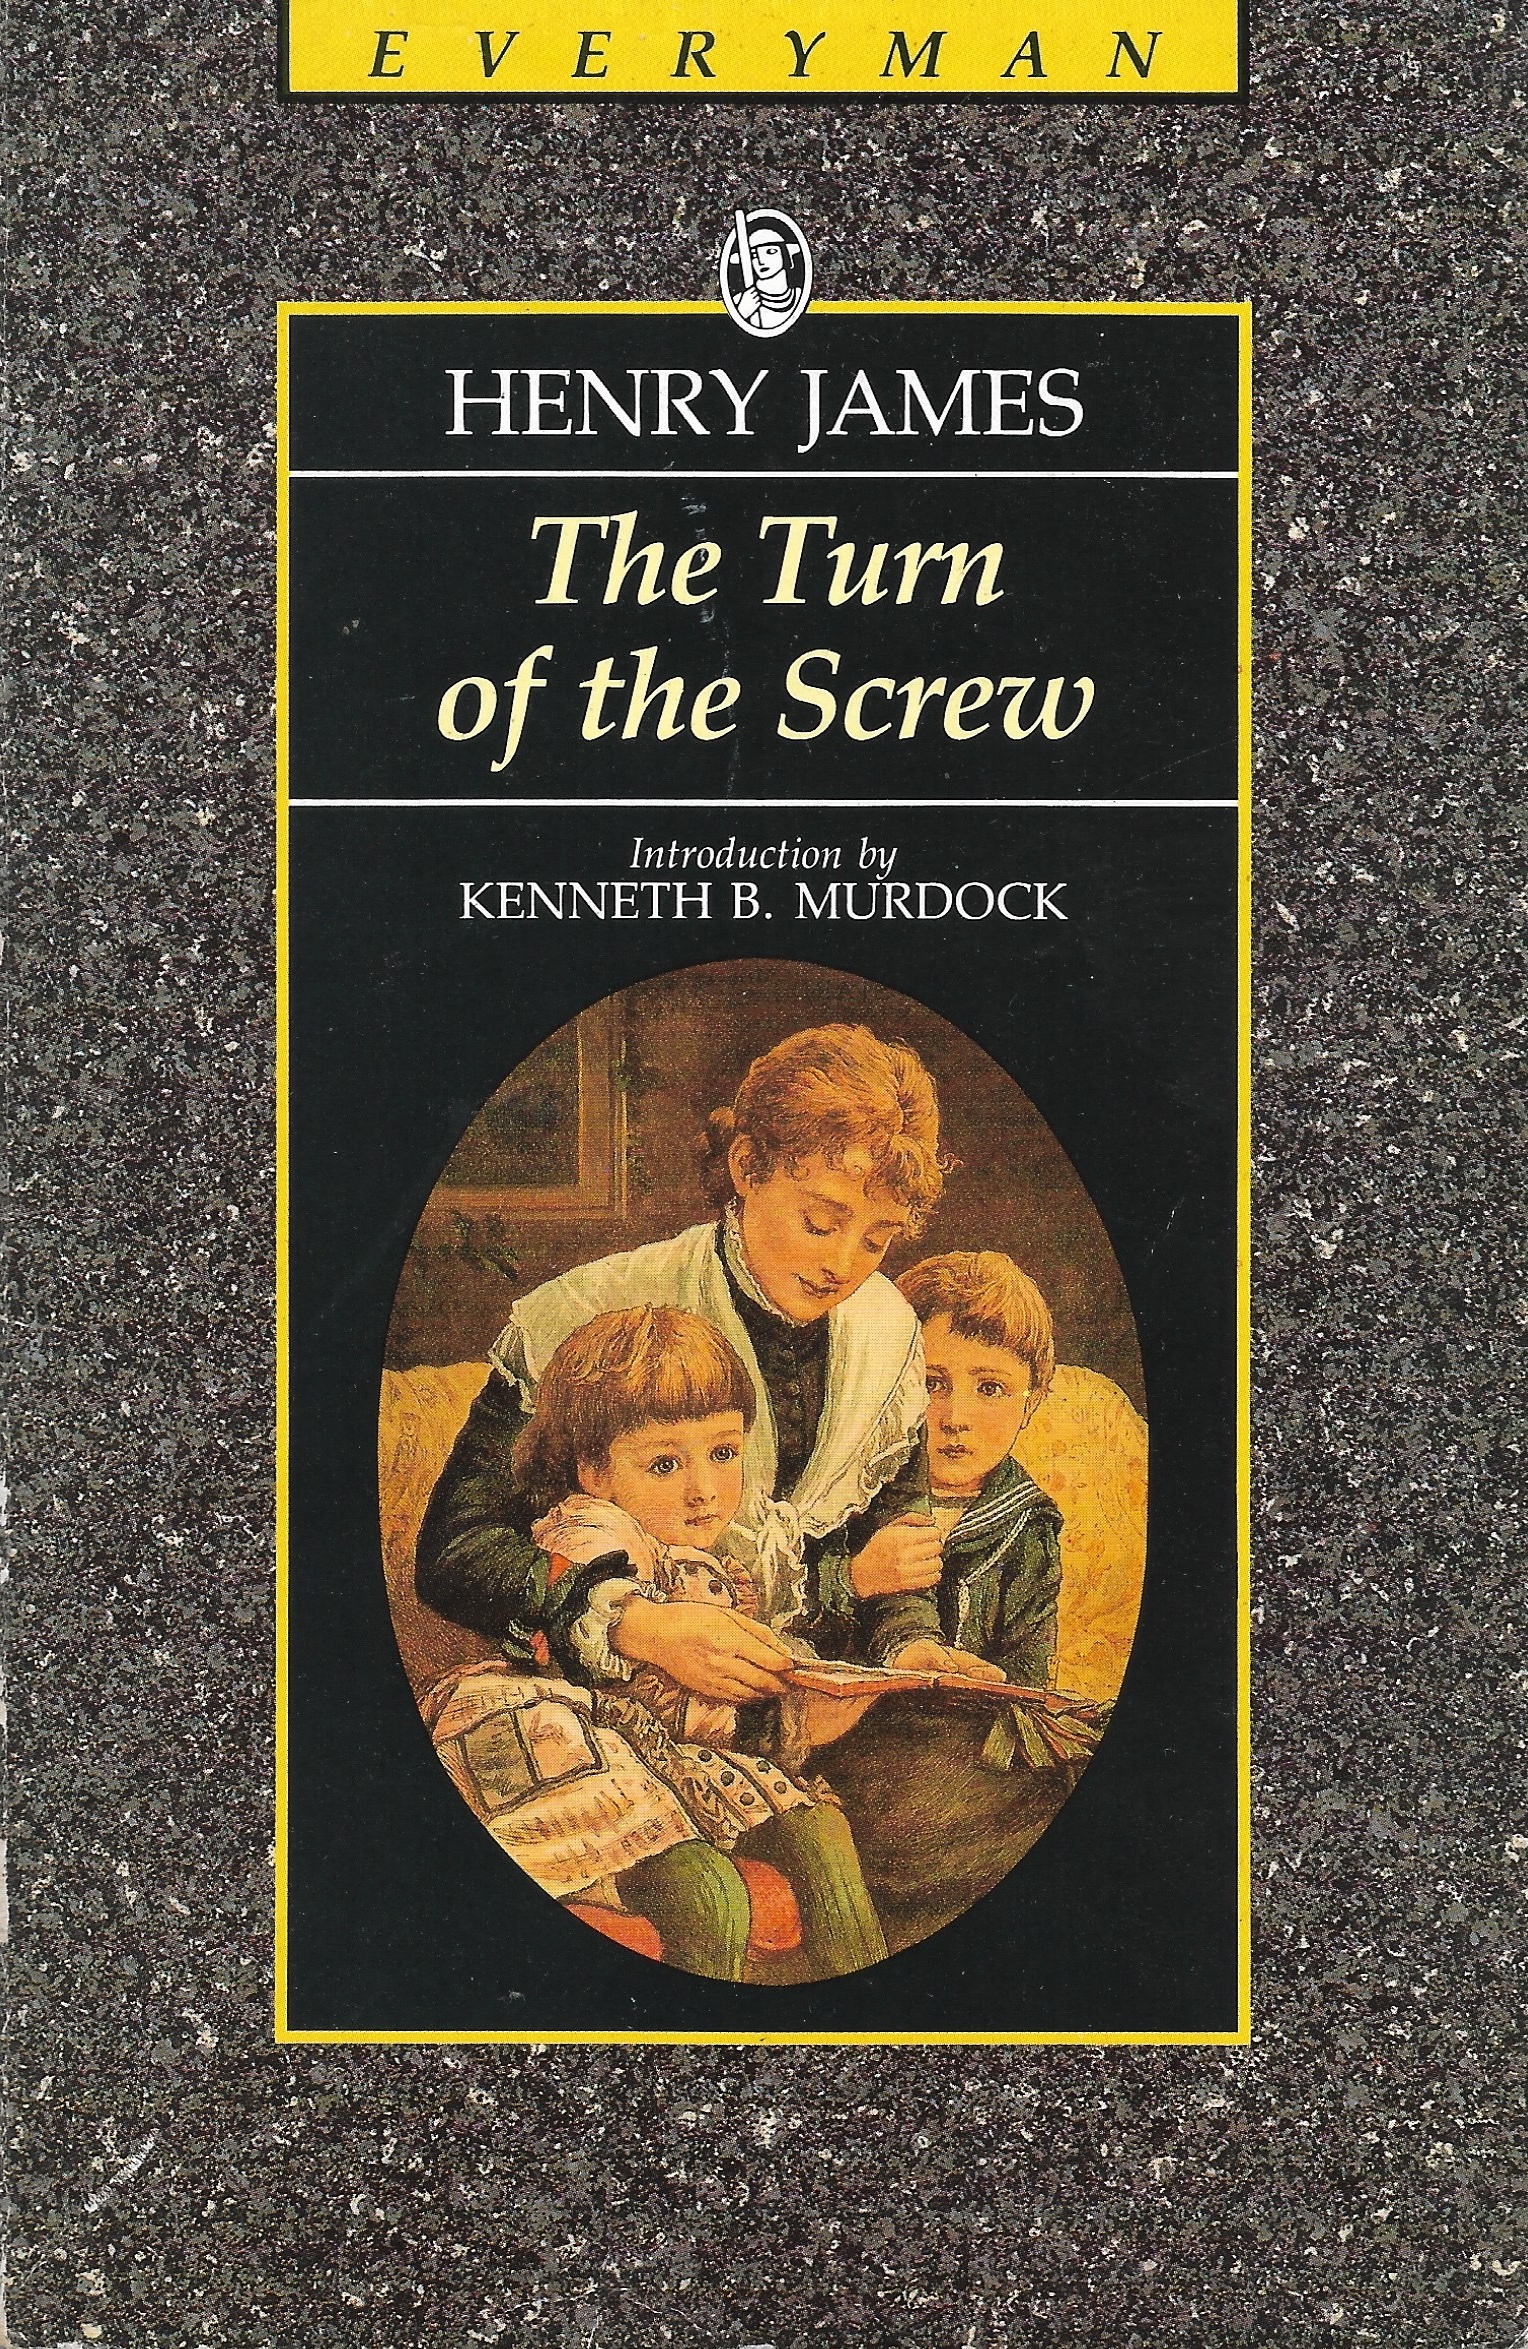 EVERYMAN
HENRY JAMES
The Turn
of the Screw
Introduction by
KENNETH B. MURDOCK